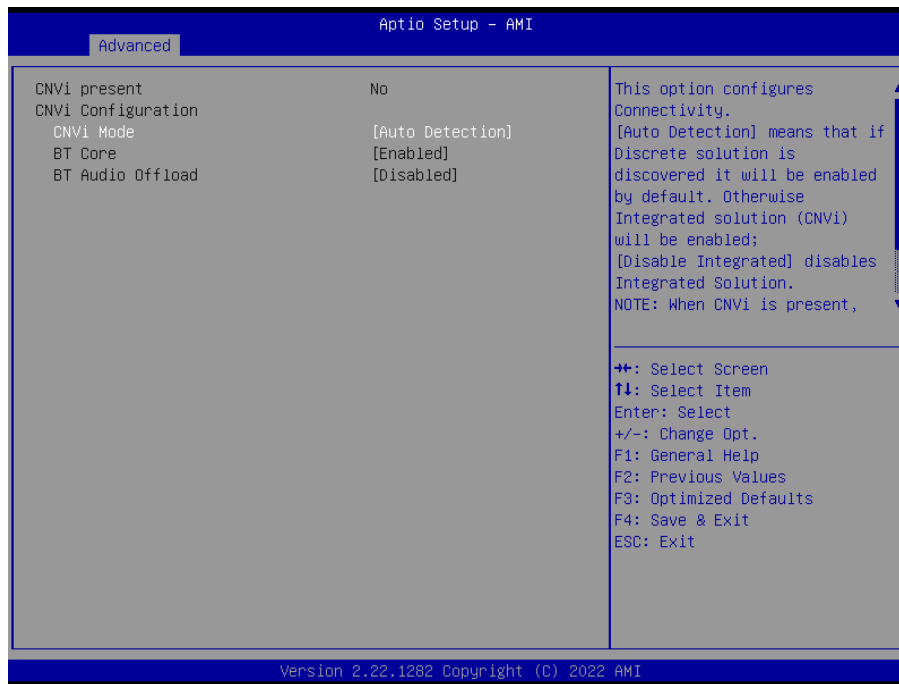 Aptio Setup – AMI
Advanced
CNVi present No
CNVi Configuration
CNVi Mode [Auto Detection]
BT Core [Enabled]
BT Audio Offload [Disabled]
This option configures
Connectivity.
[Auto Detection] means that if
Discrete solution is
discovered it will be enabled
by default. Otherwise
Integrated solution (CNVi)
will be enabled;
[Disable Integrated] disables
Integrated Solution.
NOTE: When CNVi is present,
→←: Select Screen
↑↓: Select Item
Enter: Select
+/-: Change Opt.
F1: General Help
F2: Previous Values
F3: Optimized Defaults
F4: Save & Exit
ESC: Exit
Version 2.22.1282 Copyright (C) 2022 AMI